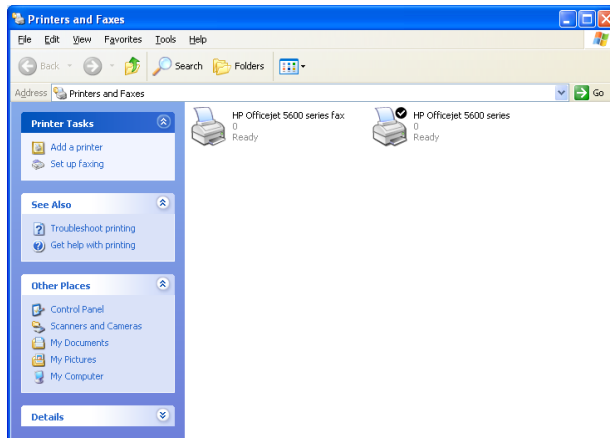 Printers and Faxes
File Edit View Favorites Tools Help
Back Search Folders
Address Printers and Faxes Go
Printer Tasks
Add a printer
Set up faxing
See Also
Troubleshoot printing
Get help with printing
Other Places
Control Panel
Scanners and Cameras
My Documents
My Pictures
My Computer
Details
HP Officejet 5600 series fax
0
Ready
HP Officejet 5600 series
0
Ready